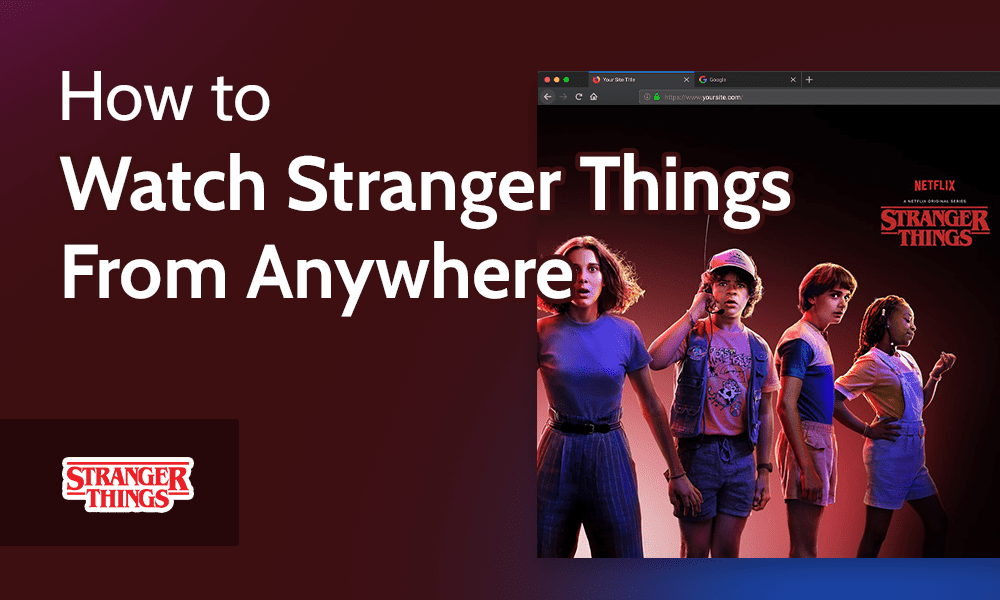 How to
Watch Stranger Things
From Anywhere
STRANGER
THINGS
Your Site Title
Google
https://www.yoursite.com/
NETFLIX
A NETFLIX ORIGINAL SERIES
STRANGER
THINGS